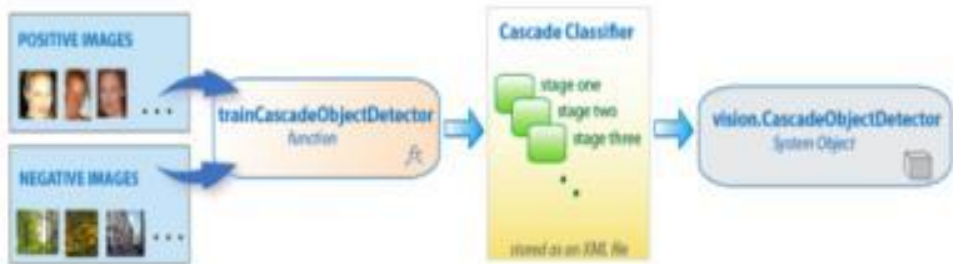 POSITIVE IMAGES
...
NEGATIVE IMAGES
...
trainCascadeObjectDetector
function
fx
Cascade Classifier
stage one
stage two
stage three
stored as an XML file
vision.CascadeObjectDetector
System Object